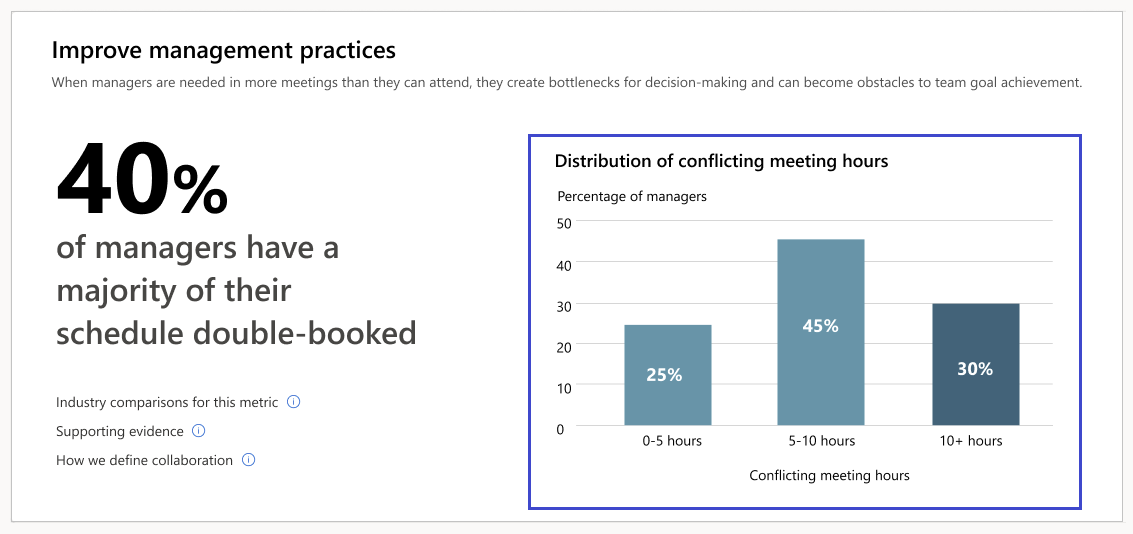 Improve management practices
When managers are needed in more meetings than they can attend, they create bottlenecks for decision-making and can become obstacles to team goal achievement.
40%
of managers have a
majority of their
schedule double-booked
Industry comparisons for this metric
Supporting evidence
How we define collaboration
Distribution of conflicting meeting hours
Percentage of managers
50
40
30
20
10
0
25%
45%
30%
0-5 hours
5-10 hours
10+ hours
Conflicting meeting hours